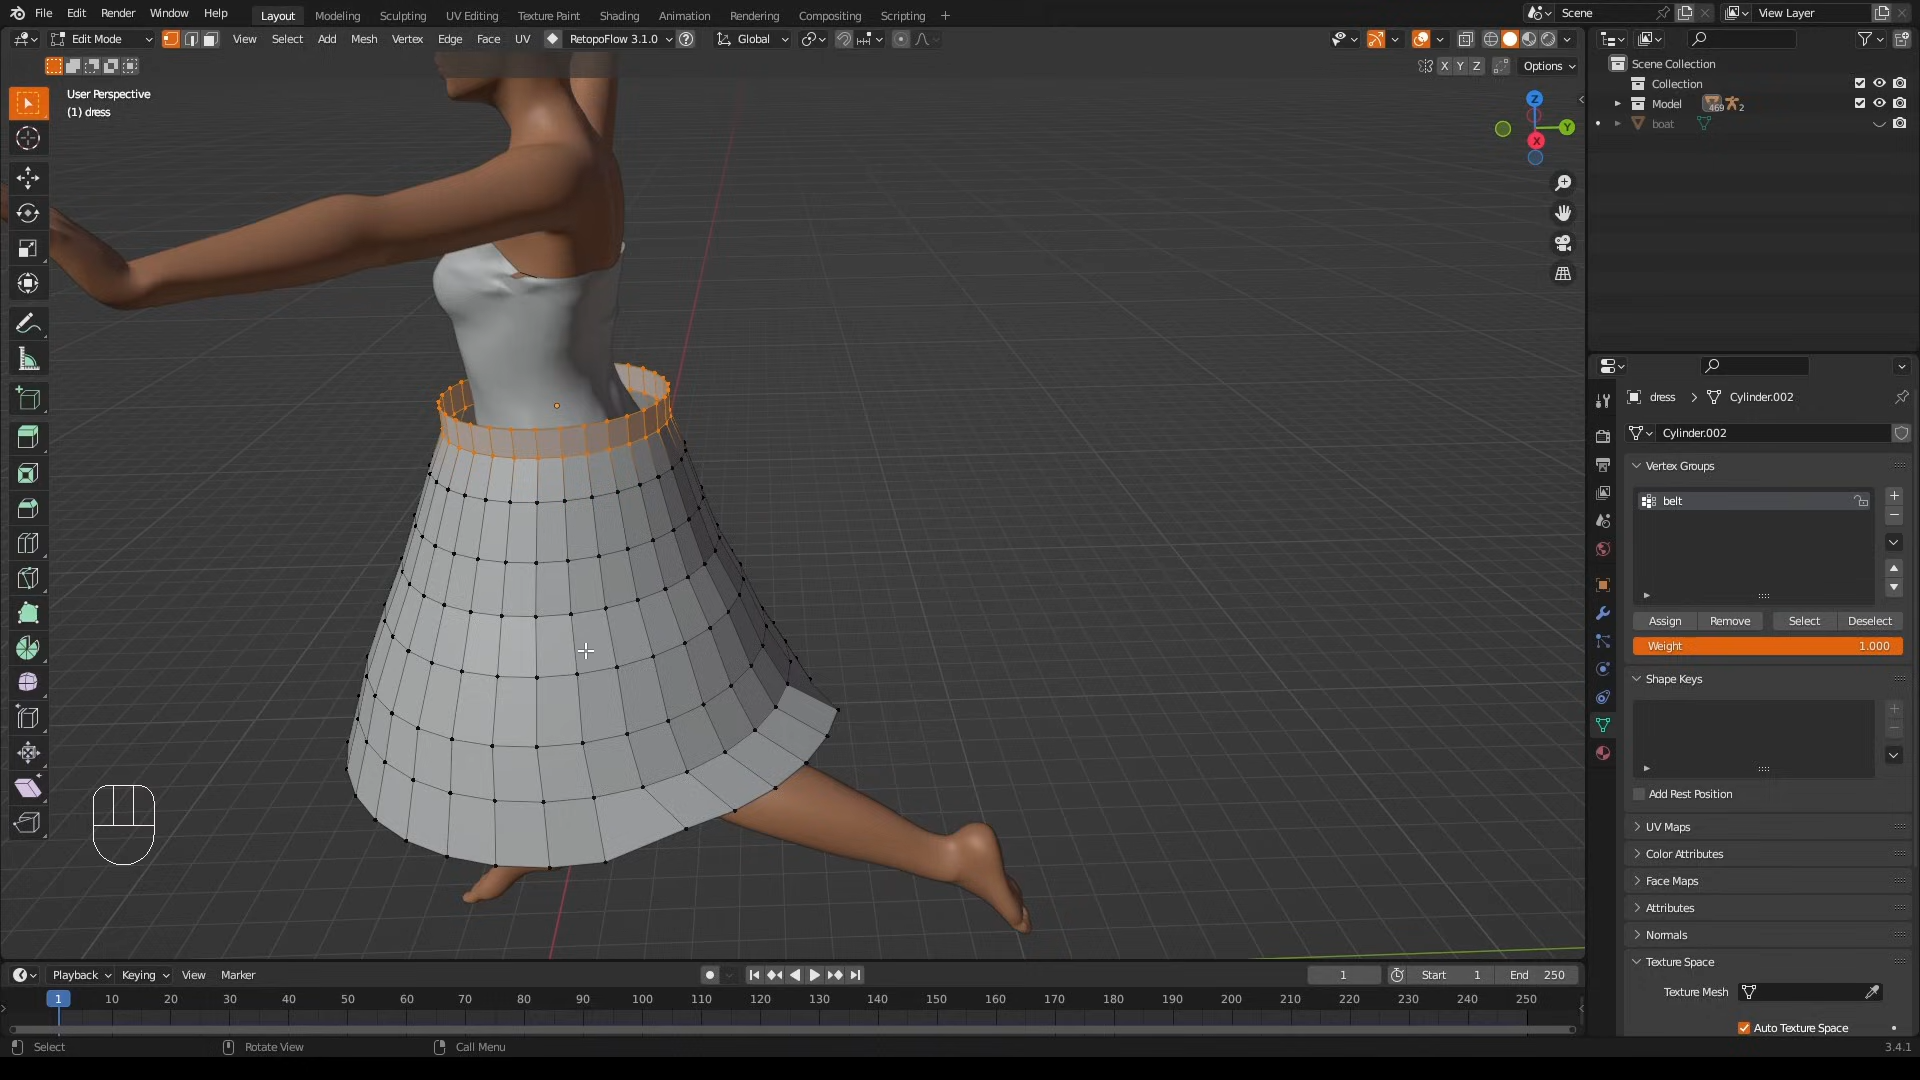 File Edit Render Window Help Layout Modeling Sculpting UV Editing Texture Paint Shading Animation Rendering Compositing Scripting + Scene View Layer
Edit Mode View Select Add Mesh Vertex Edge Face UV RetopoFlow 3.1.0 Global
X Y Z Options
User Perspective
(1) dress
Z
Y
X
Scene Collection
Collection
Model 469 2
boat
dress > Cylinder.002
Cylinder.002
Vertex Groups
belt
Assign Remove Select Deselect
Weight 1.000
Shape Keys
Add Rest Position
UV Maps
Color Attributes
Face Maps
Attributes
Normals
Texture Space
Texture Mesh
Auto Texture Space
Playback Keying View Marker 1 Start 1 End 250
1 10 20 30 40 50 60 70 80 90 100 110 120 130 140 150 160 170 180 190 200 210 220 230 240 250
Select Rotate View Call Menu 3.4.1